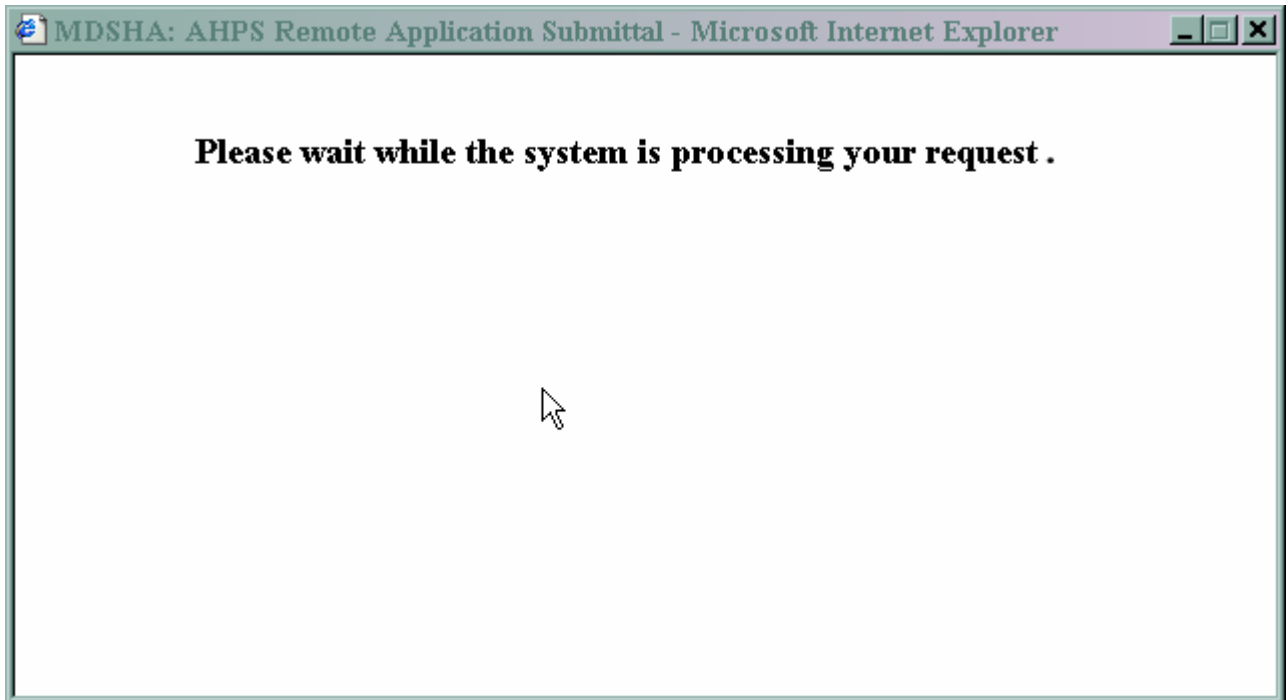 MDSHA: AHPS Remote Application Submittal - Microsoft Internet Explorer
Please wait while the system is processing your request .